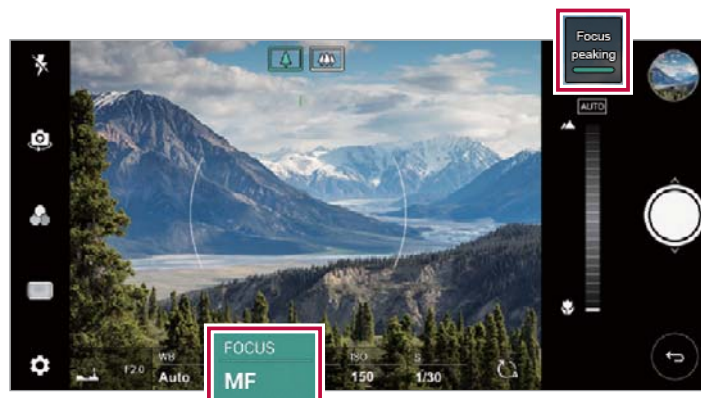 Focus
peaking
AUTO
F2.0
WB
Auto
FOCUS
MF
ISO
150
S
1/30